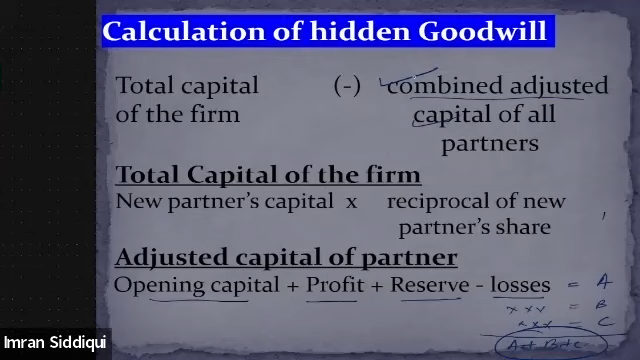 Calculation of hidden Goodwill
Total capital (-) combined adjusted
of the firm capital of all
partners
Total Capital of the firm
New partner's capital x reciprocal of new
partner's share
Adjusted capital of partner
Opening capital + Profit + Reserve - losses = A
xxx = B
xxx = C
A+B+C
Imran Siddiqui